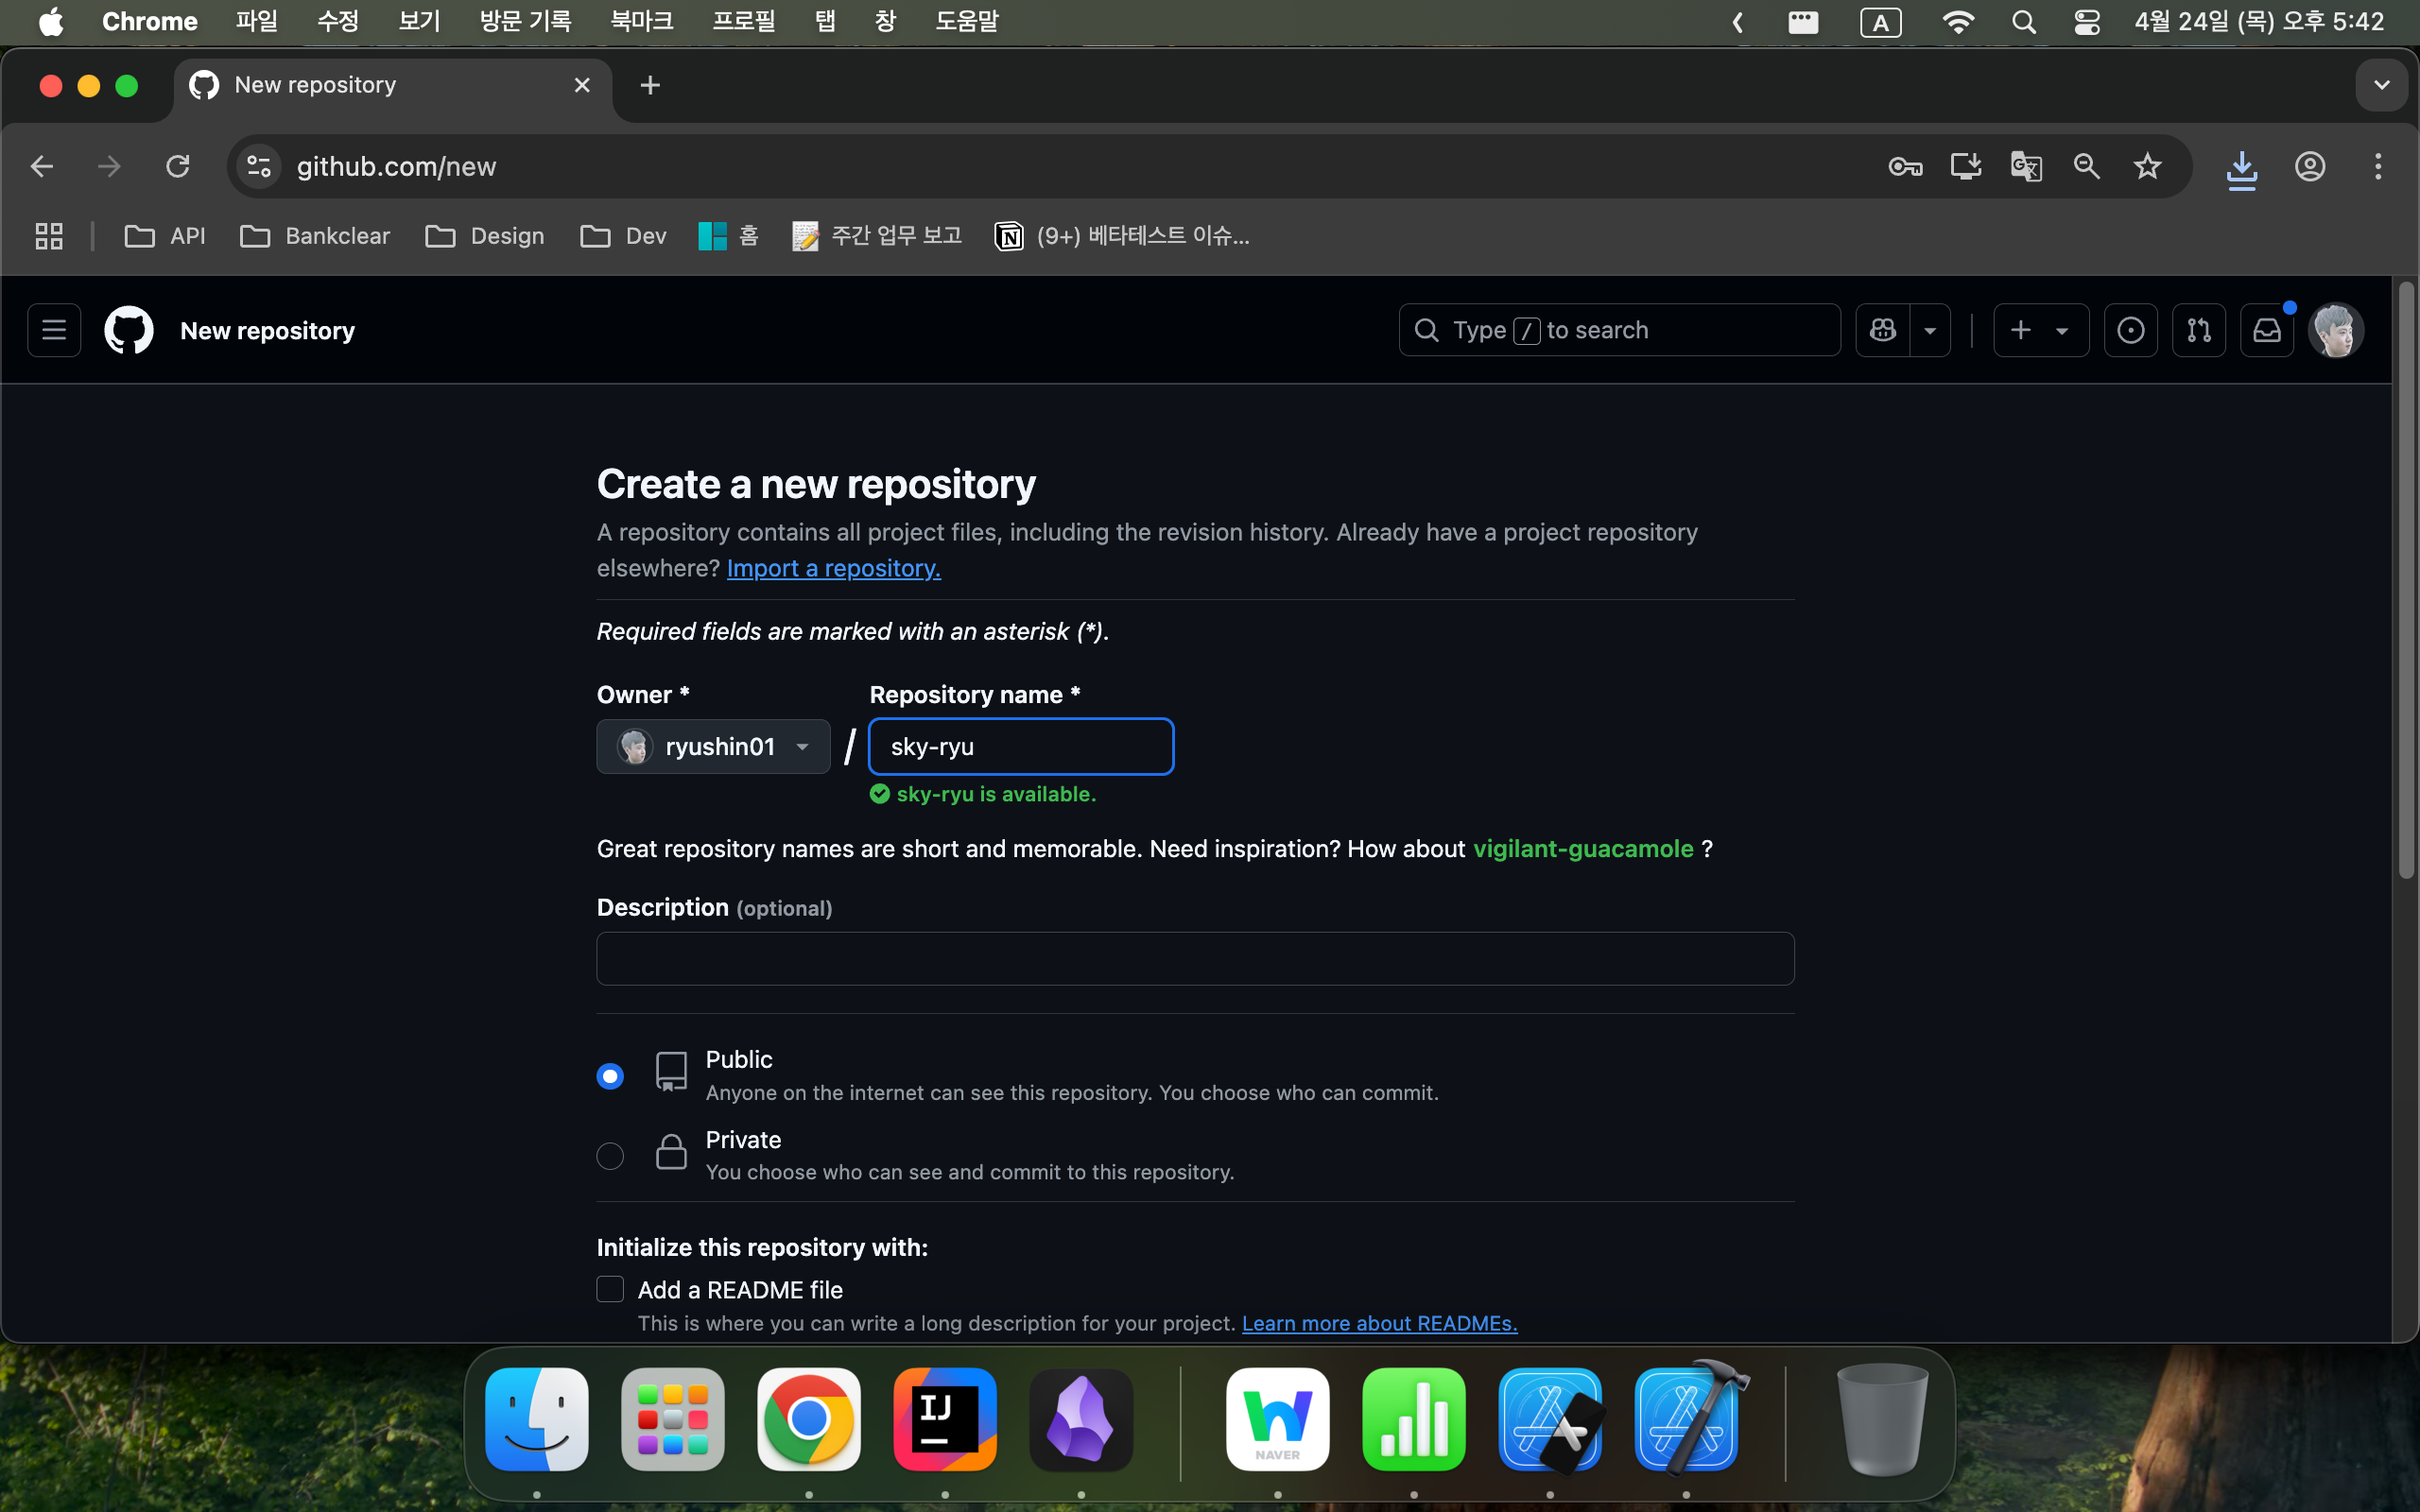 Chrome 파일 수정 보기 방문 기록 북마크 프로필 탭 창 도움말 A 4월 24일 (목) 오후 5:42
New repository
github.com/new
API Bankclear Design Dev 홈 주간 업무 보고 (9+) 베타테스트 이슈...
New repository Type / to search
Create a new repository
A repository contains all project files, including the revision history. Already have a project repository
elsewhere? Import a repository.
Required fields are marked with an asterisk (*).
Owner * Repository name *
ryushin01 / sky-ryu
sky-ryu is available.
Great repository names are short and memorable. Need inspiration? How about vigilant-guacamole ?
Description (optional)
Public
Anyone on the internet can see this repository. You choose who can commit.
Private
You choose who can see and commit to this repository.
Initialize this repository with:
Add a README file
This is where you can write a long description for your project. Learn more about READMEs.
IJ
NAVER